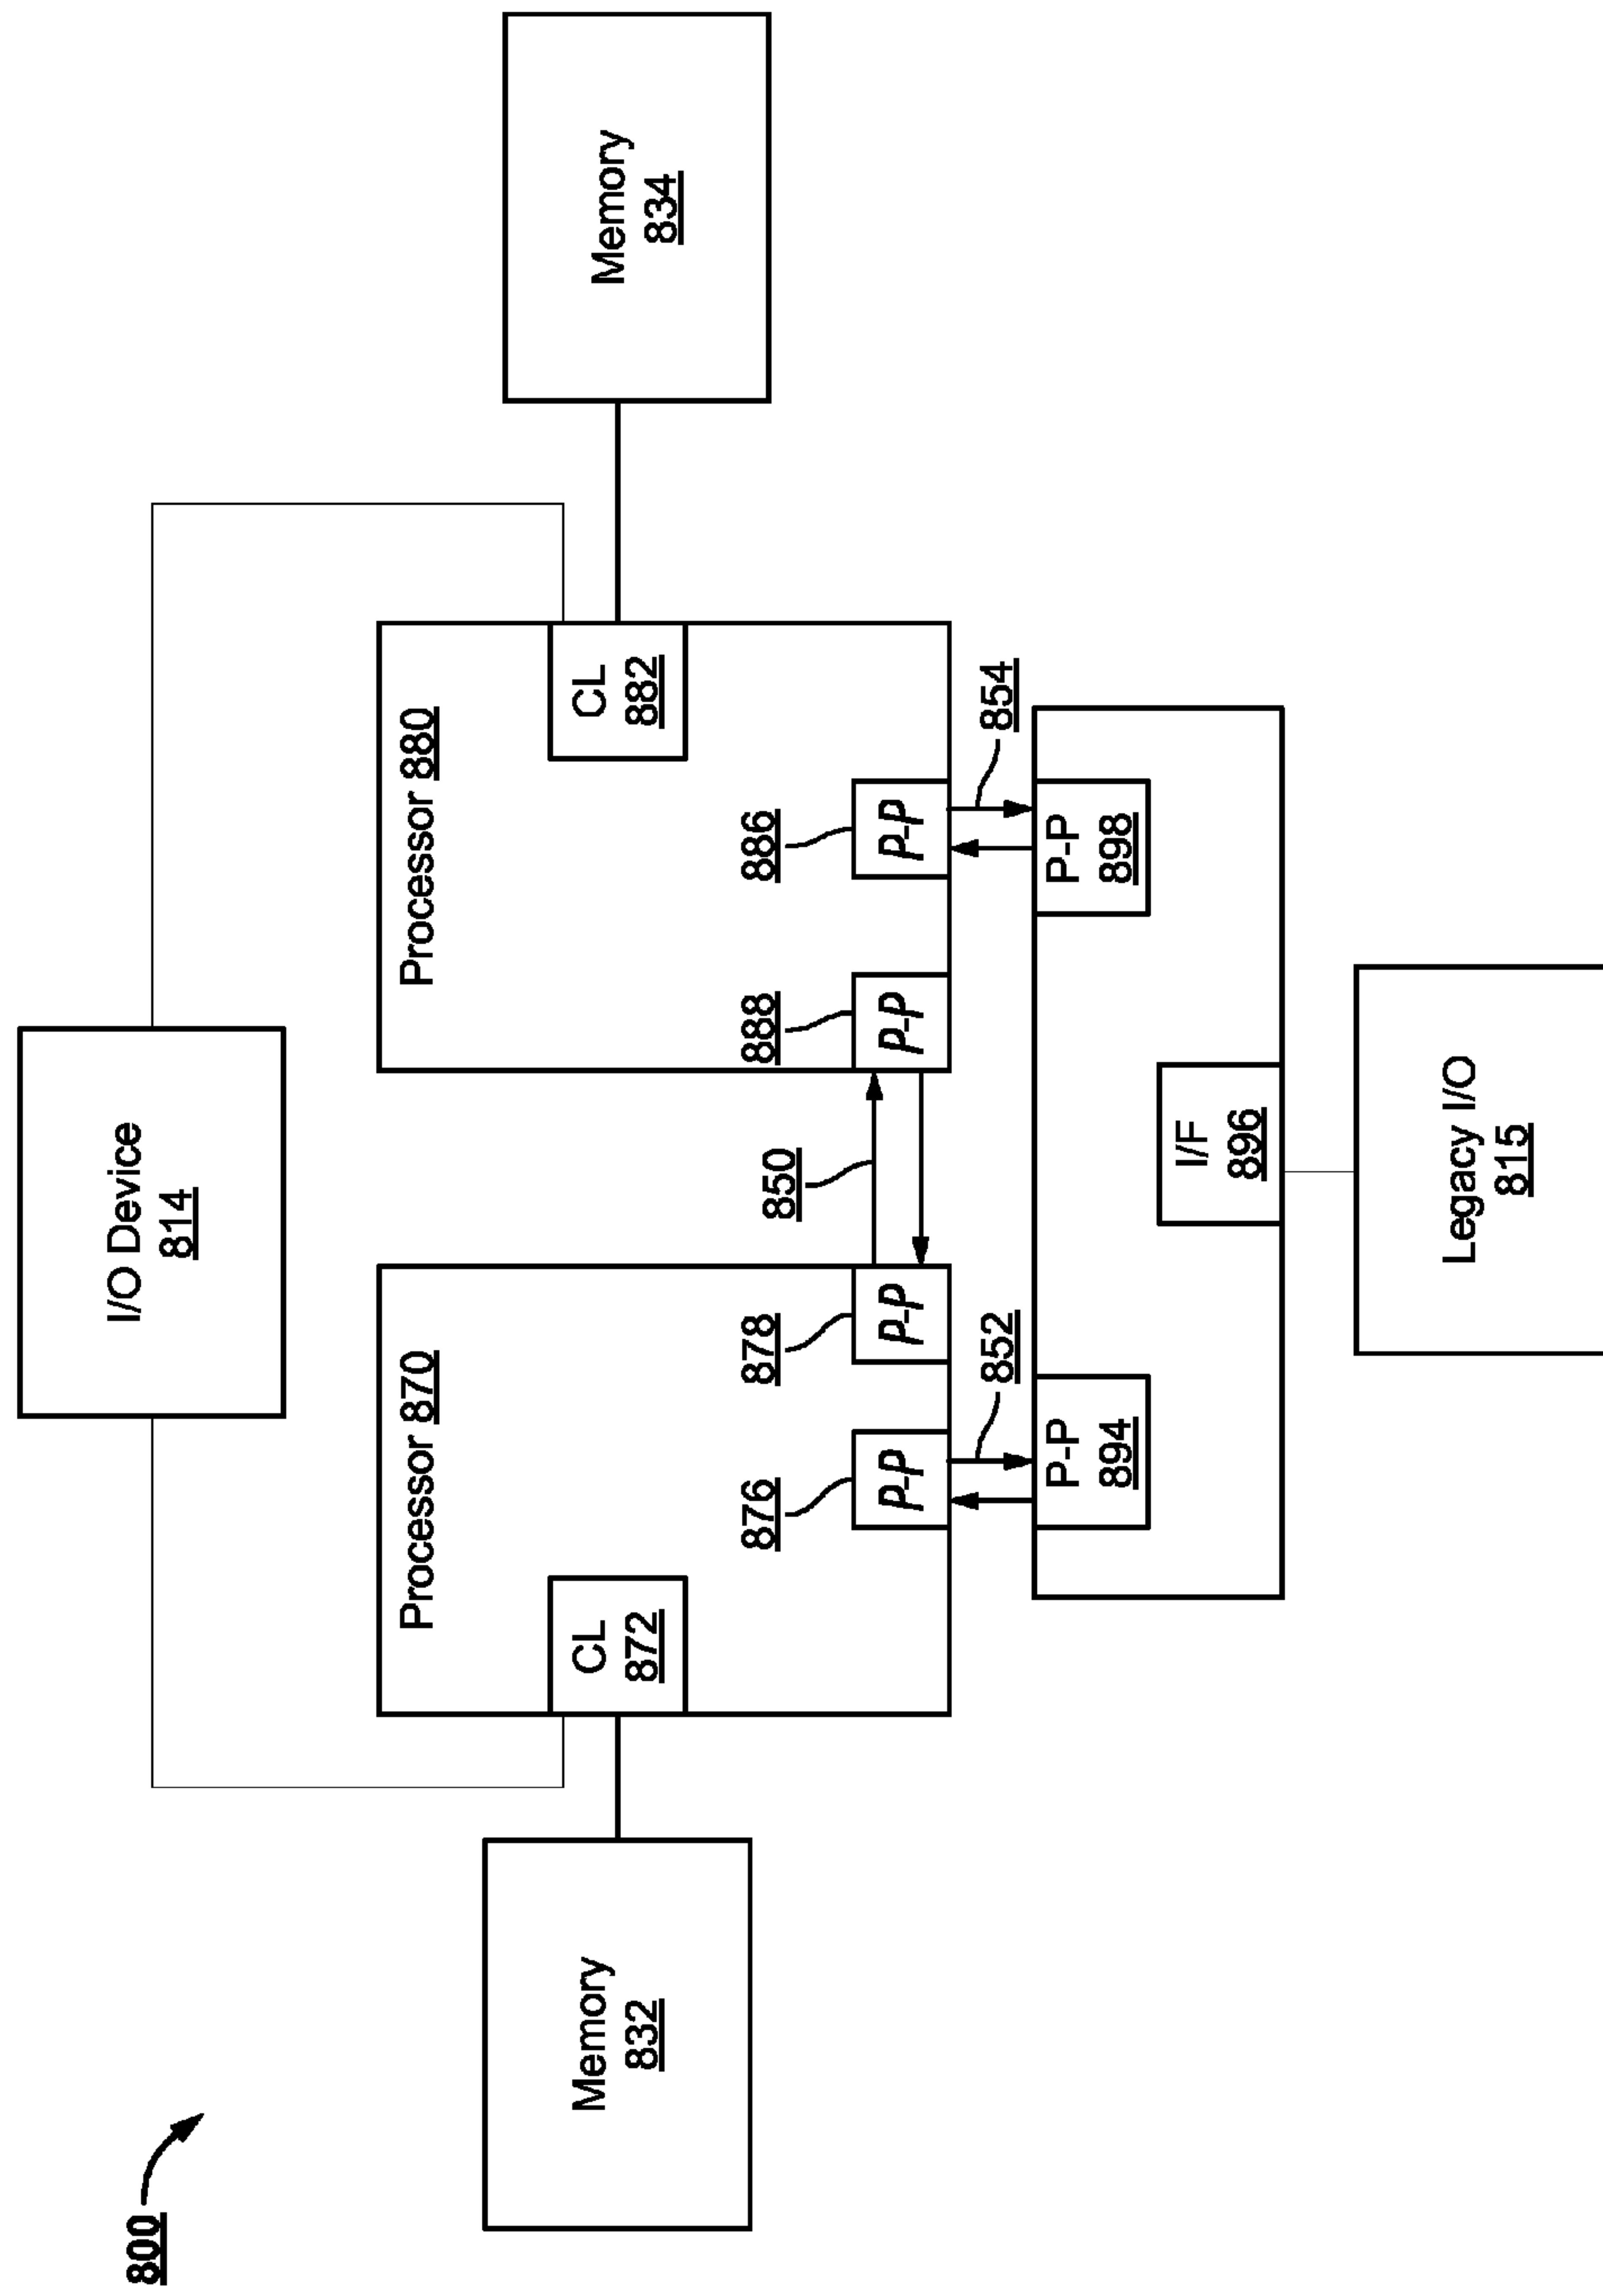 800
I/O Device
814
Processor 870
Processor 880
Memory
832
CL
872
CL
882
Memory
834
876
878
850
888
886
P-P
P-P
P-P
P-P
852
854
P-P
894
P-P
898
I/F
896
Legacy I/O
815